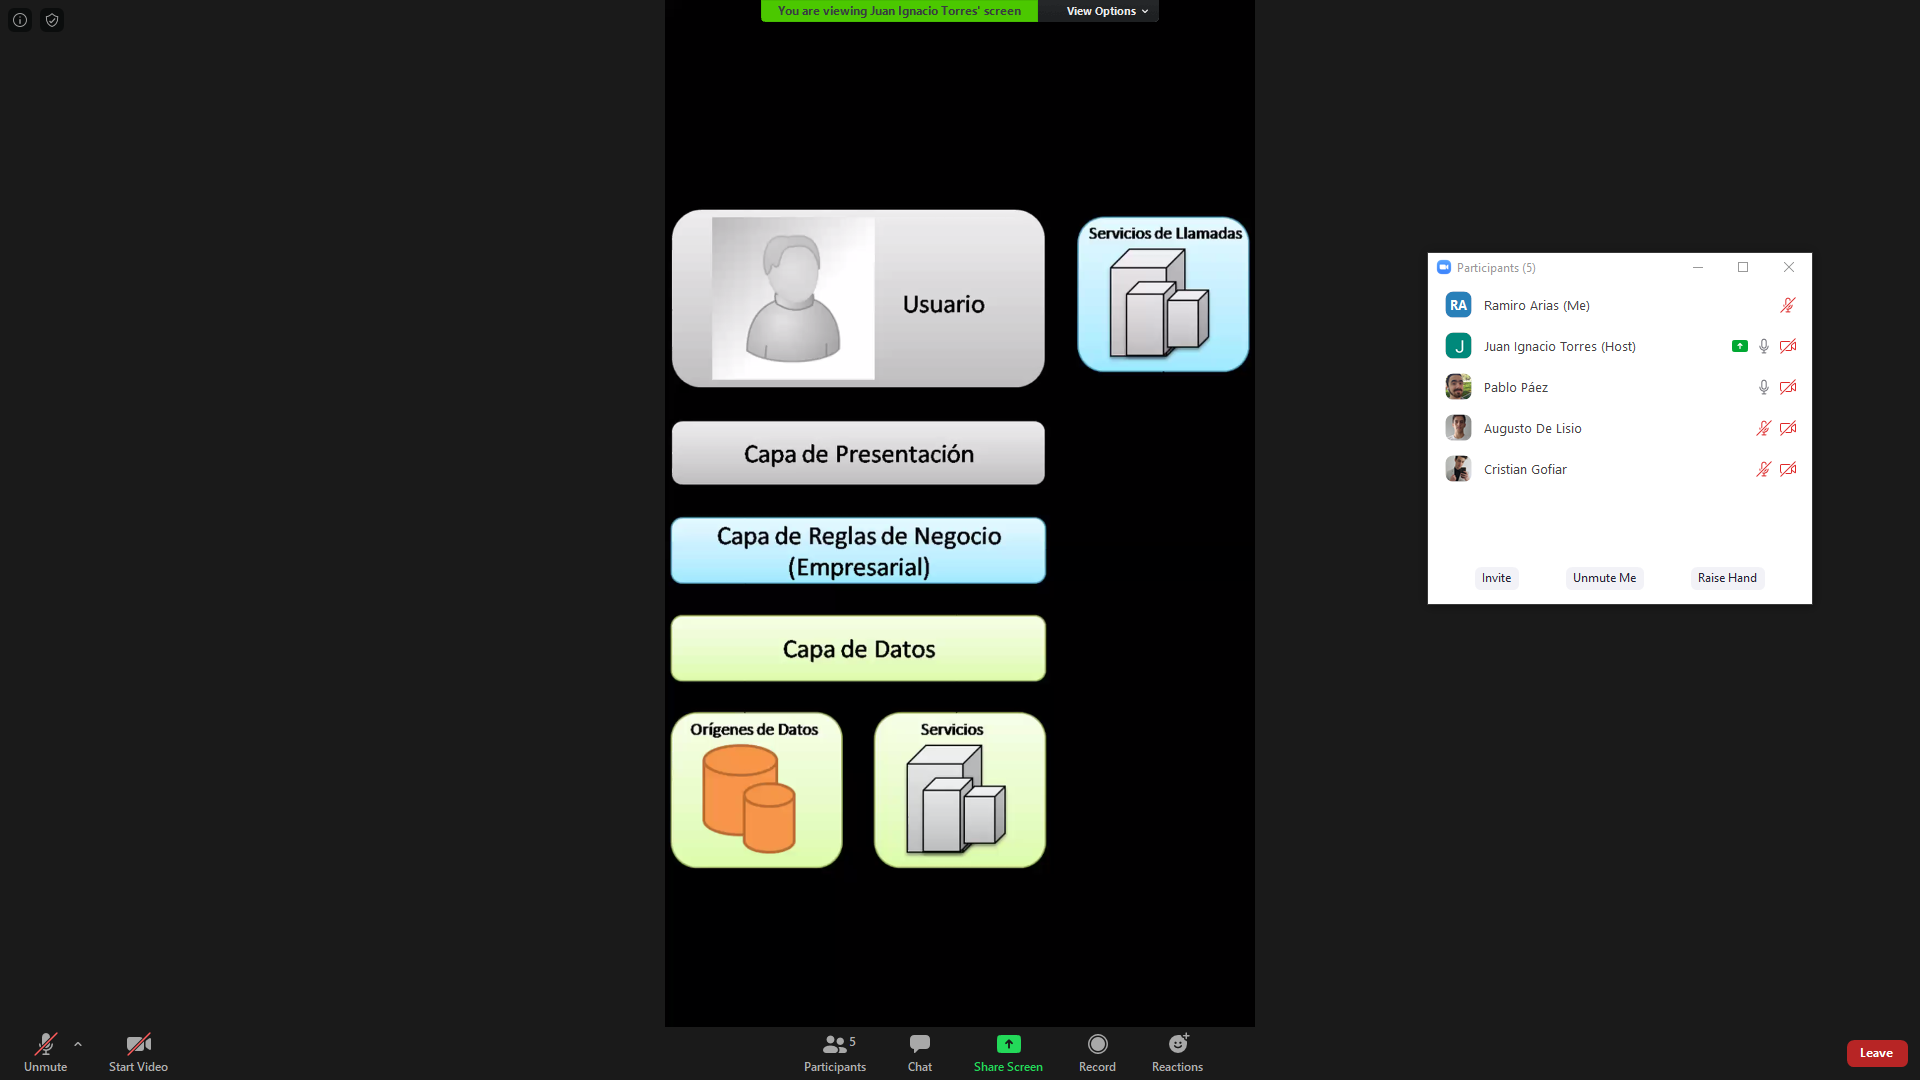 You are viewing Juan Ignacio Torres' screen
View Options
Usuario
Servicios de Llamadas
Capa de Presentación
Capa de Reglas de Negocio
(Empresarial)
Capa de Datos
Orígenes de Datos
Servicios
Participants (5)
RA
Ramiro Arias (Me)
J
Juan Ignacio Torres (Host)
Pablo Páez
Augusto De Lisio
Cristian Gofiar
Invite
Unmute Me
Raise Hand
Unmute
Start Video
5
Participants
Chat
Share Screen
Record
Reactions
Leave